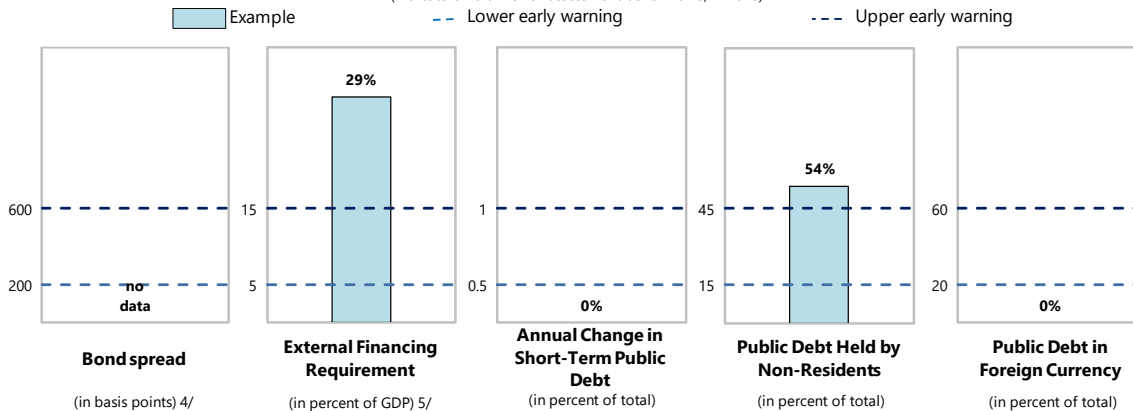 Example Lower early warning Upper early warning
29%
54%
600 15 1 45 60
200 no data 5 0.5 0% 15 20 0%
Bond spread
(in basis points) 4/
External Financing
Requirement
(in percent of GDP) 5/
Annual Change in
Short-Term Public
Debt
(in percent of total)
Public Debt Held by
Non-Residents
(in percent of total)
Public Debt in
Foreign Currency
(in percent of total)